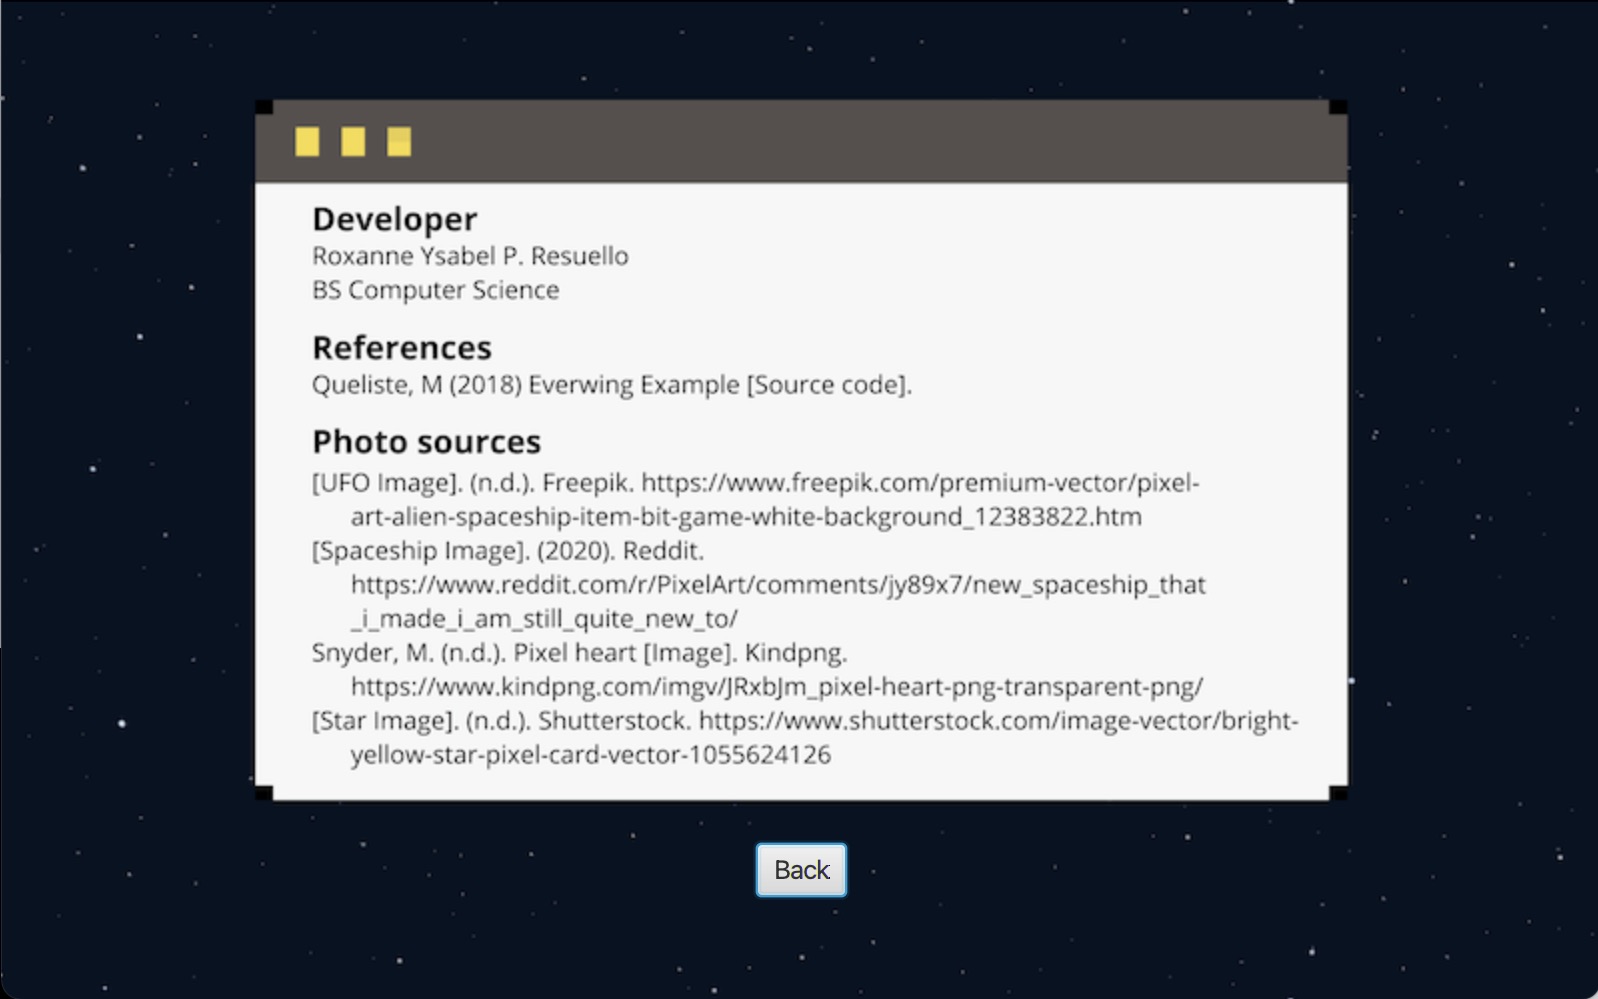 Developer
Roxanne Ysabel P. Resuello
BS Computer Science
References
Queliste, M (2018) Everwing Example [Source code].
Photo sources
[UFO Image]. (n.d.). Freepik. https://www.freepik.com/premium-vector/pixel-
art-alien-spaceship-item-bit-game-white-background_12383822.htm
[Spaceship Image]. (2020). Reddit.
https://www.reddit.com/r/PixelArt/comments/jy89x7/new_spaceship_that
_i_made_i_am_still_quite_new_to/
Snyder, M. (n.d.). Pixel heart [Image]. Kindpng.
https://www.kindpng.com/imgv/JRxbJm_pixel-heart-png-transparent-png/
[Star Image]. (n.d.). Shutterstock. https://www.shutterstock.com/image-vector/bright-
yellow-star-pixel-card-vector-1055624126
Back